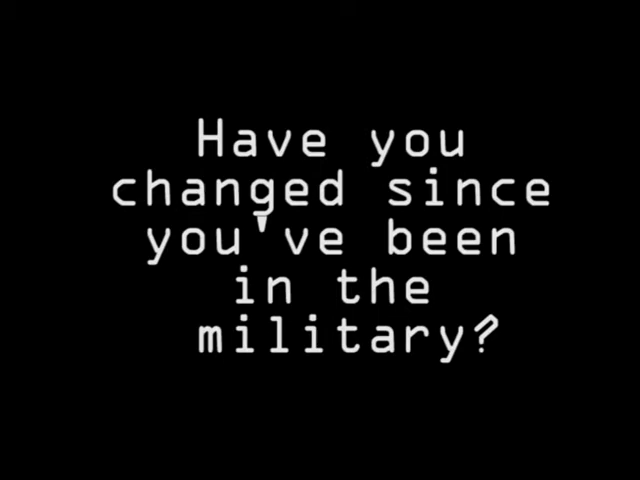 Have you
changed since
you've been
in the
military?